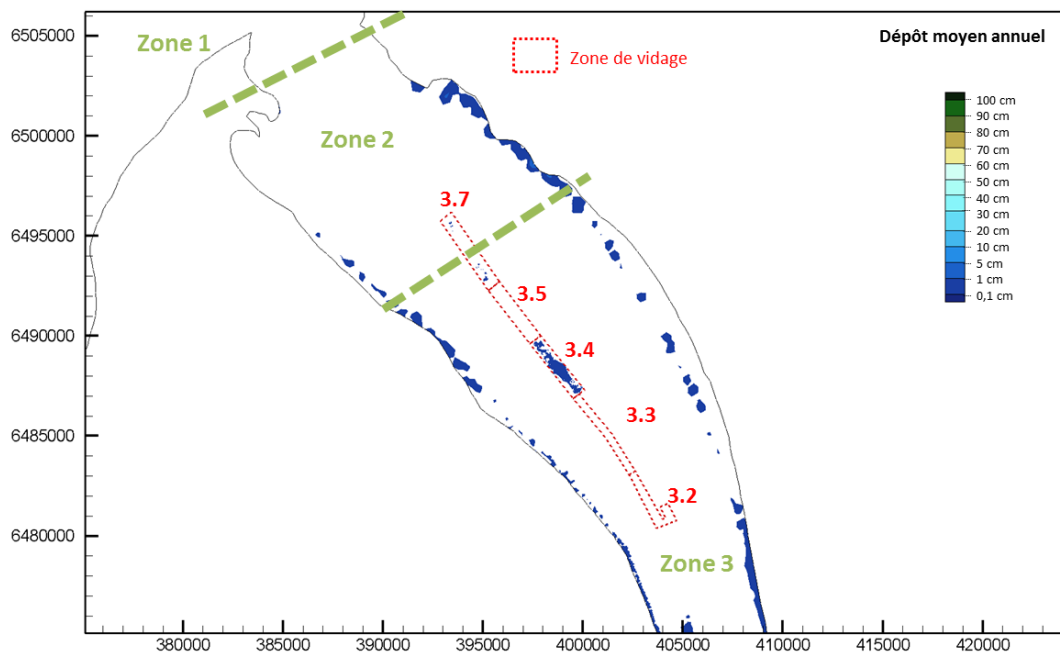 Zone 1
Zone de vidage
Dépôt moyen annuel
100 cm
90 cm
80 cm
70 cm
60 cm
50 cm
40 cm
30 cm
20 cm
10 cm
5 cm
1 cm
0,1 cm
Zone 2
3.7
3.5
3.4
3.3
3.2
Zone 3
6505000
6500000
6495000
6490000
6485000
6480000
380000 385000 390000 395000 400000 405000 410000 415000 420000